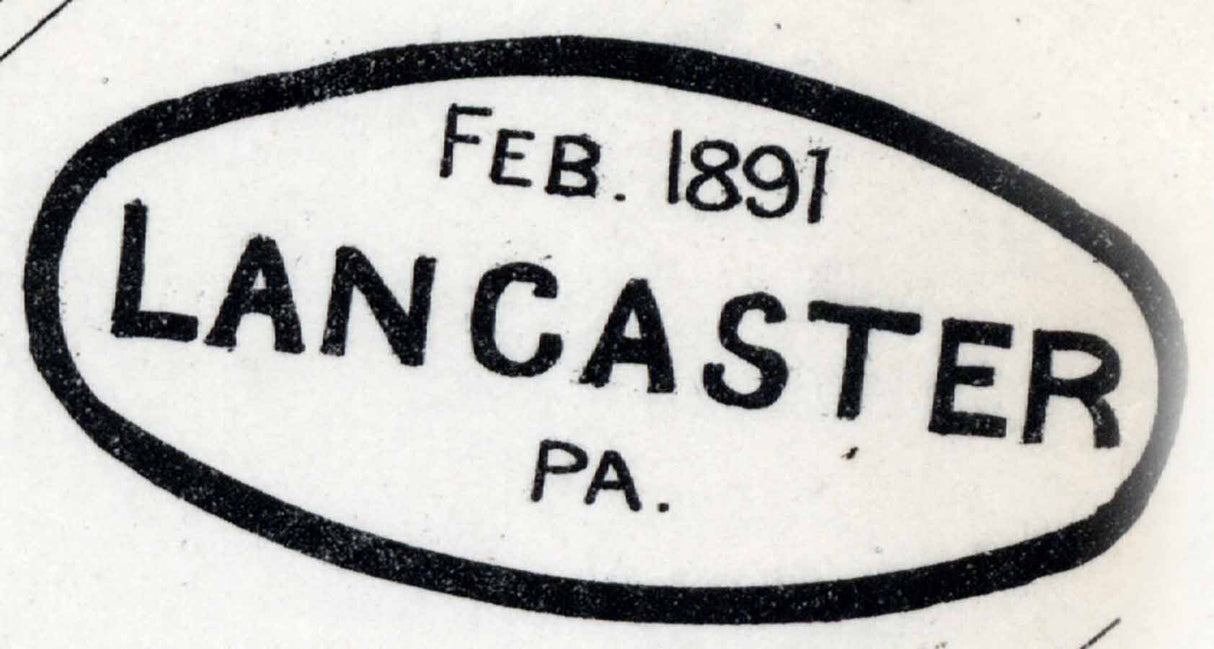 FEB. 1891
LANCASTER
PA.